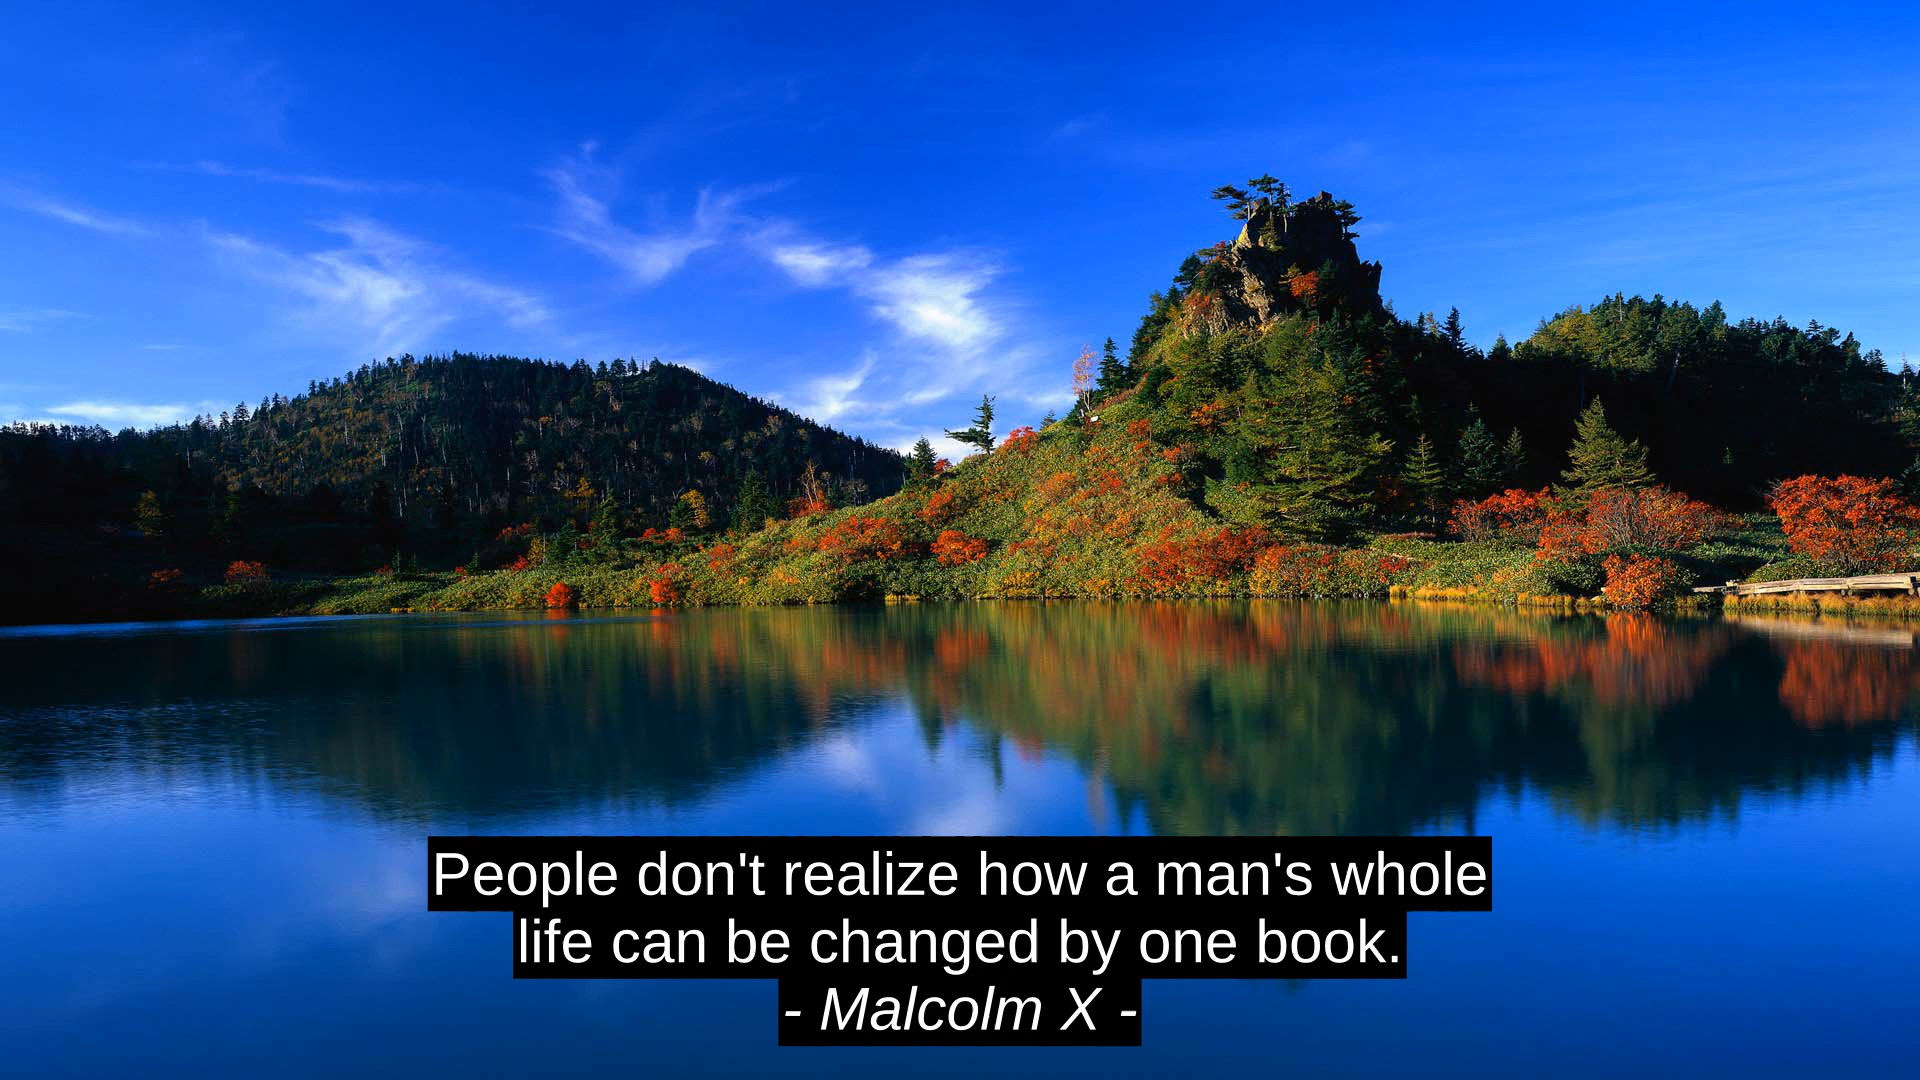 People don't realize how a man's whole
life can be changed by one book.
- Malcolm X -